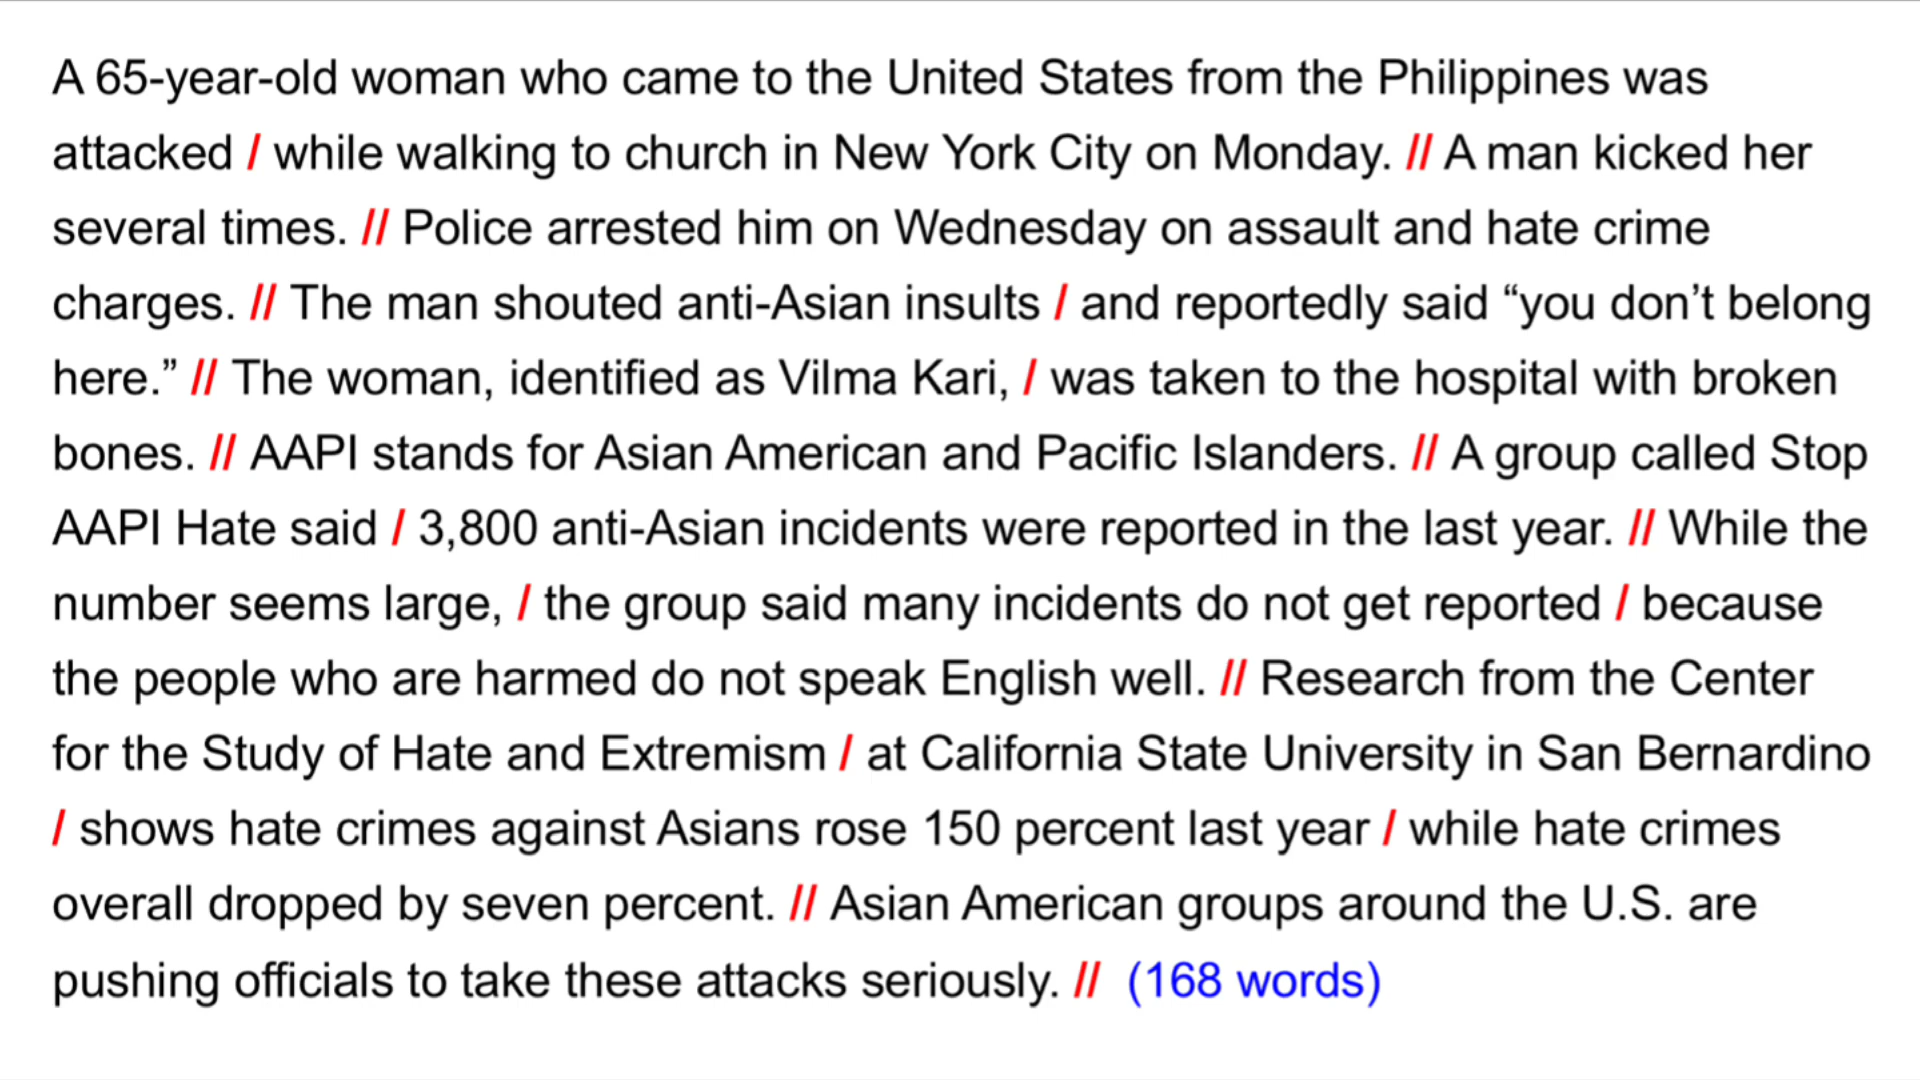 A 65-year-old woman who came to the United States from the Philippines was
attacked / while walking to church in New York City on Monday. // A man kicked her
several times. // Police arrested him on Wednesday on assault and hate crime
charges. // The man shouted anti-Asian insults / and reportedly said “you don’t belong
here.” // The woman, identified as Vilma Kari, / was taken to the hospital with broken
bones. // AAPI stands for Asian American and Pacific Islanders. // A group called Stop
AAPI Hate said / 3,800 anti-Asian incidents were reported in the last year. // While the
number seems large, / the group said many incidents do not get reported / because
the people who are harmed do not speak English well. // Research from the Center
for the Study of Hate and Extremism / at California State University in San Bernardino
/ shows hate crimes against Asians rose 150 percent last year / while hate crimes
overall dropped by seven percent. // Asian American groups around the U.S. are
pushing officials to take these attacks seriously. // (168 words)